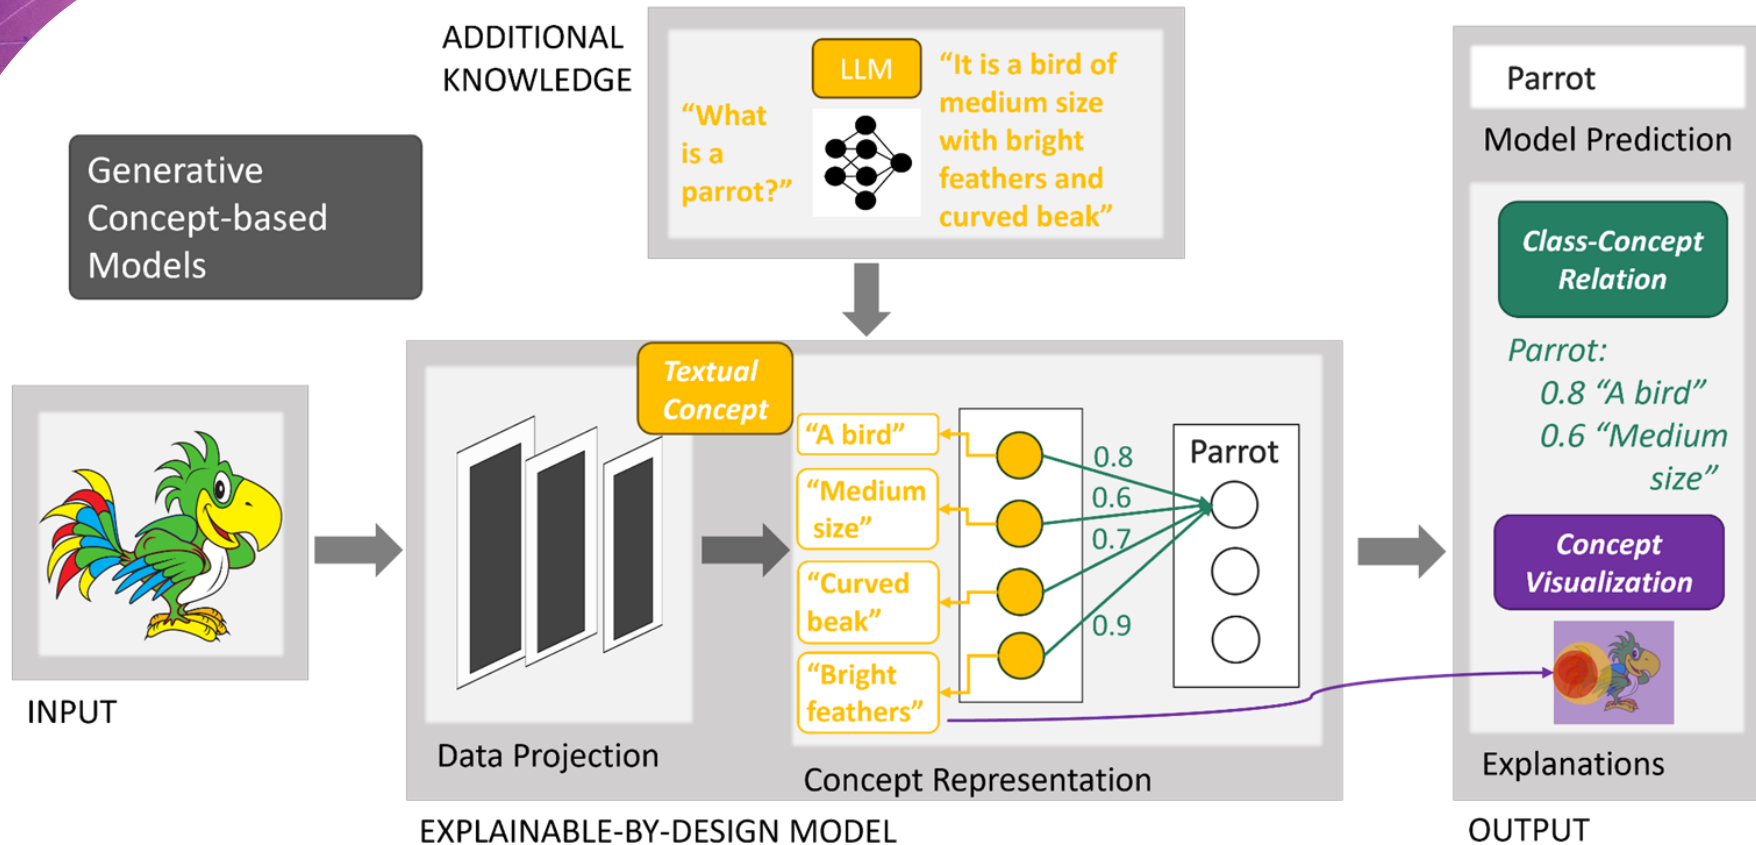 ADDITIONAL
KNOWLEDGE
LLM
“What
is a
parrot?”
“It is a bird of
medium size
with bright
feathers and
curved beak”
Generative
Concept-based
Models
INPUT
Textual
Concept
“A bird”
“Medium
size”
“Curved
beak”
“Bright
feathers”
0.8
0.6
0.7
0.9
Parrot
Data Projection
Concept Representation
EXPLAINABLE-BY-DESIGN MODEL
Parrot
Model Prediction
Class-Concept
Relation
Parrot:
0.8 “A bird”
0.6 “Medium
size”
Concept
Visualization
Explanations
OUTPUT